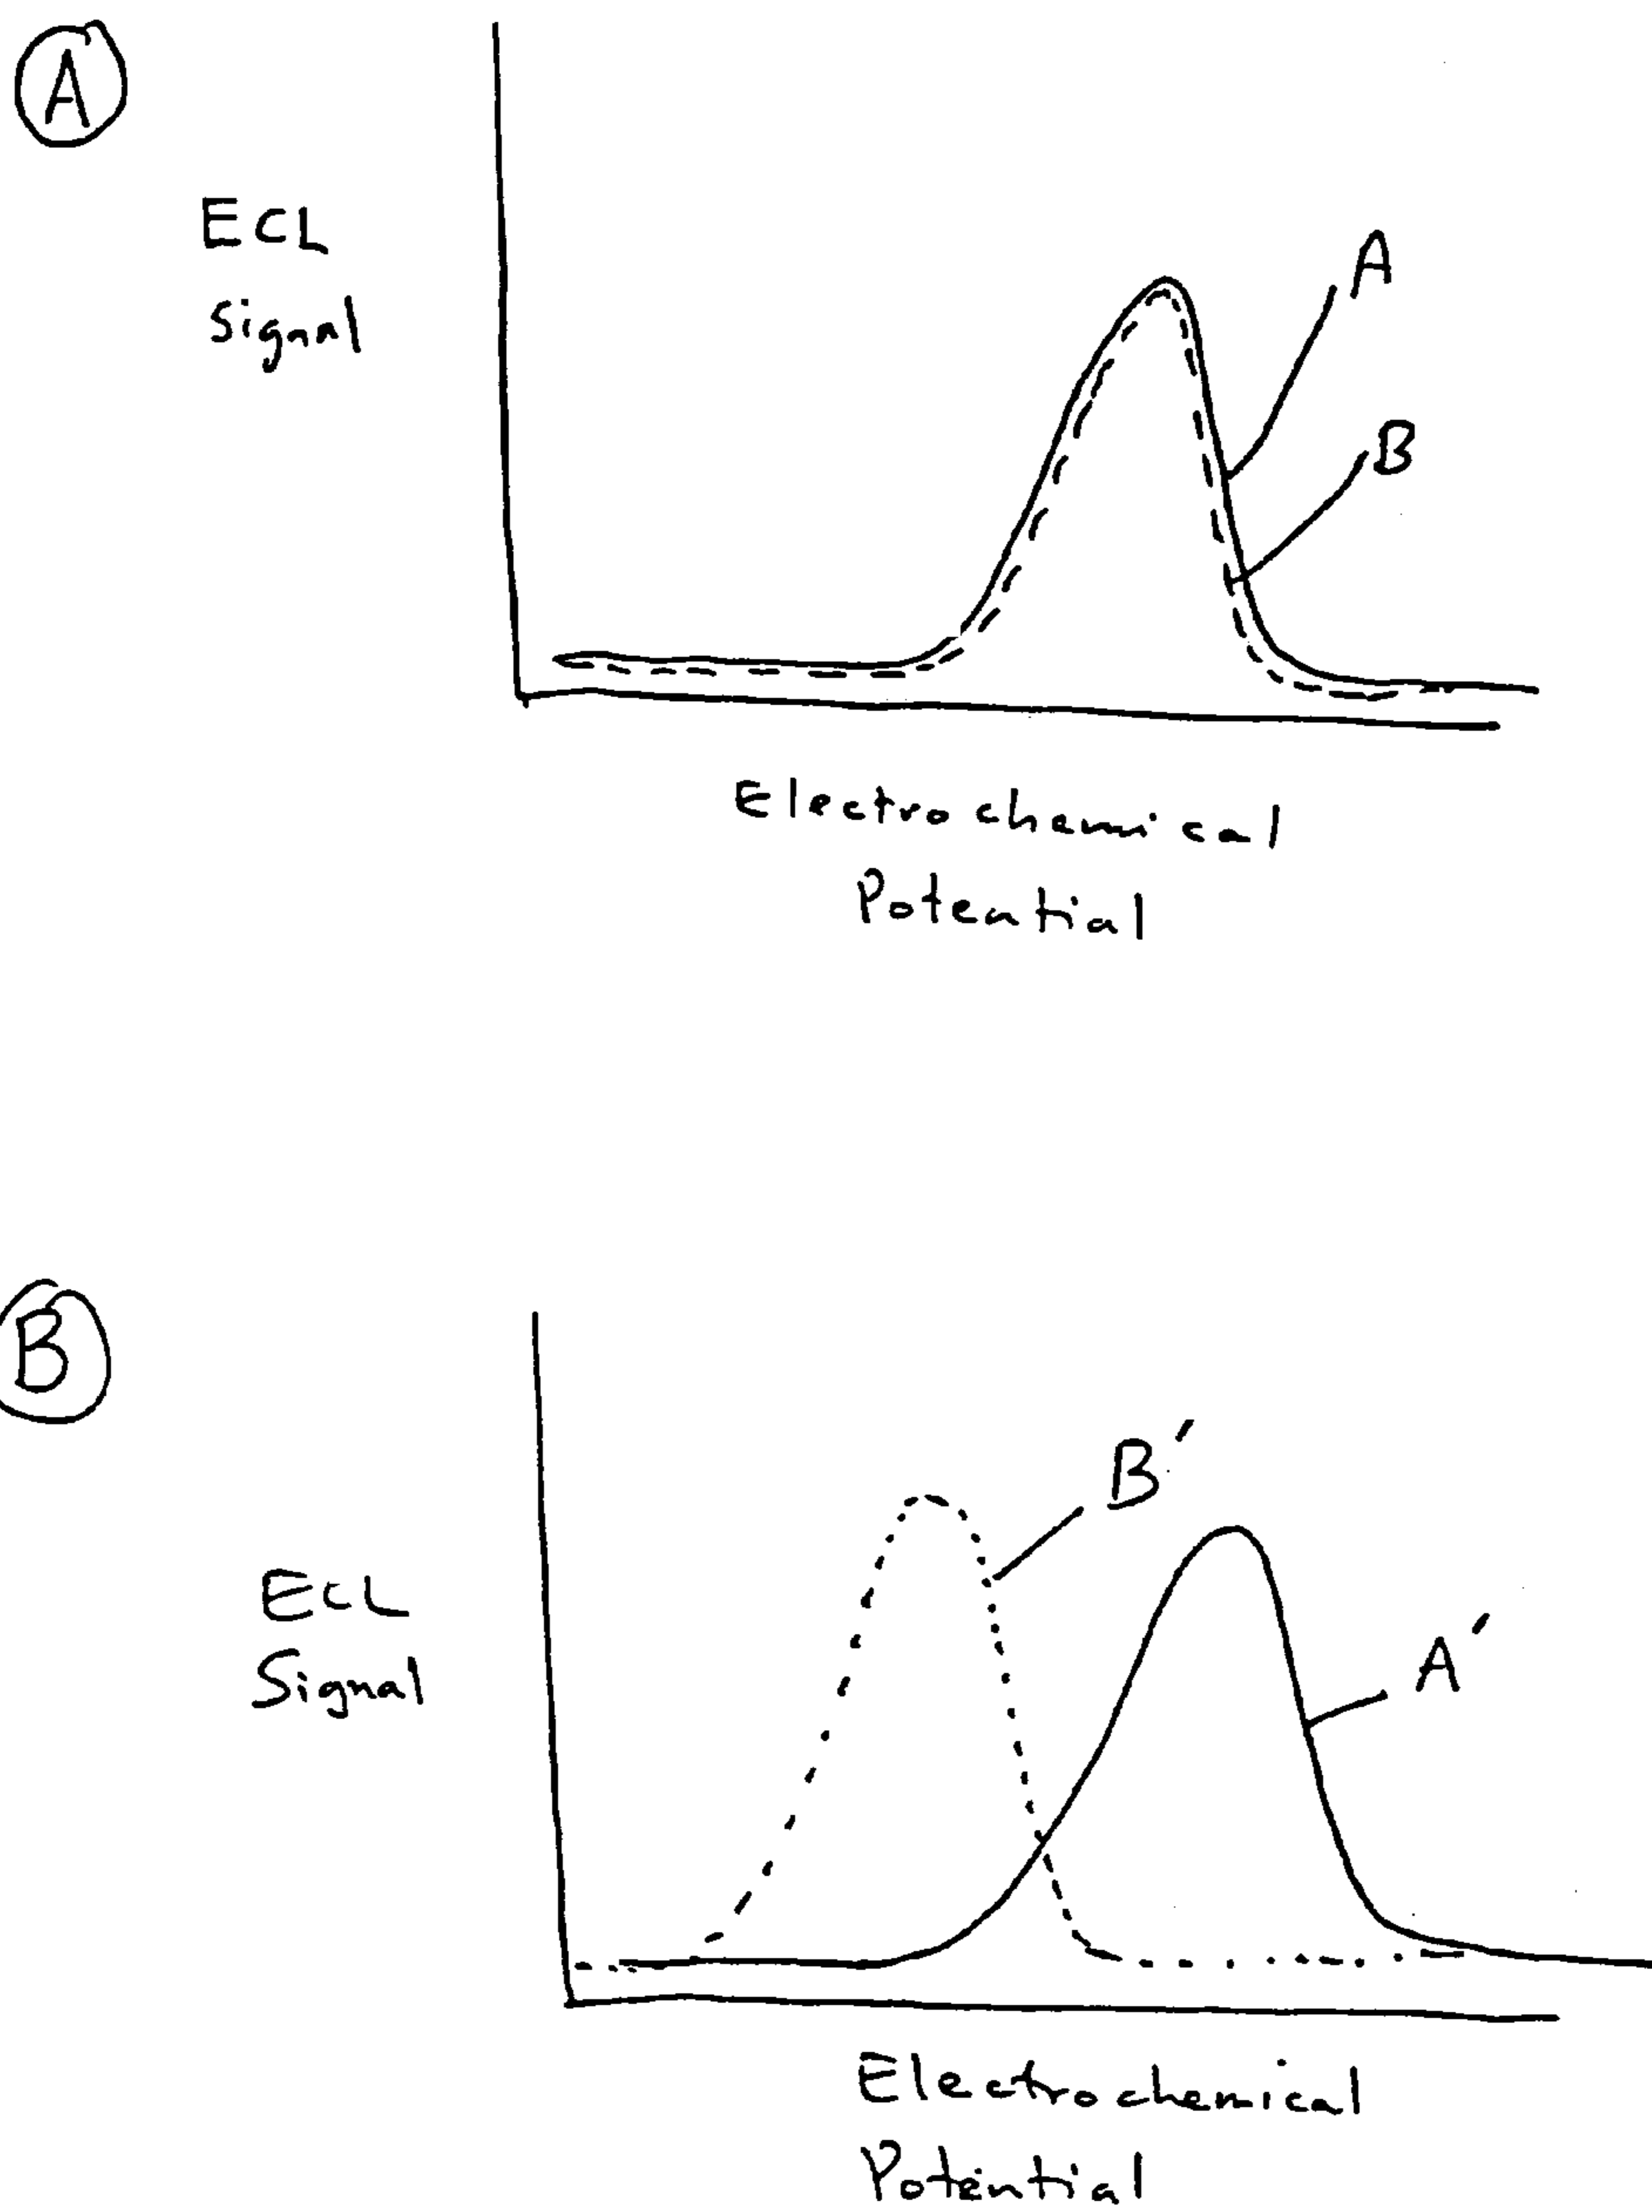 A
ECL
Signal
A
B
Electrochemical
Potential
B
B′
ECL
Signal
A′
Electrochemical
Potential